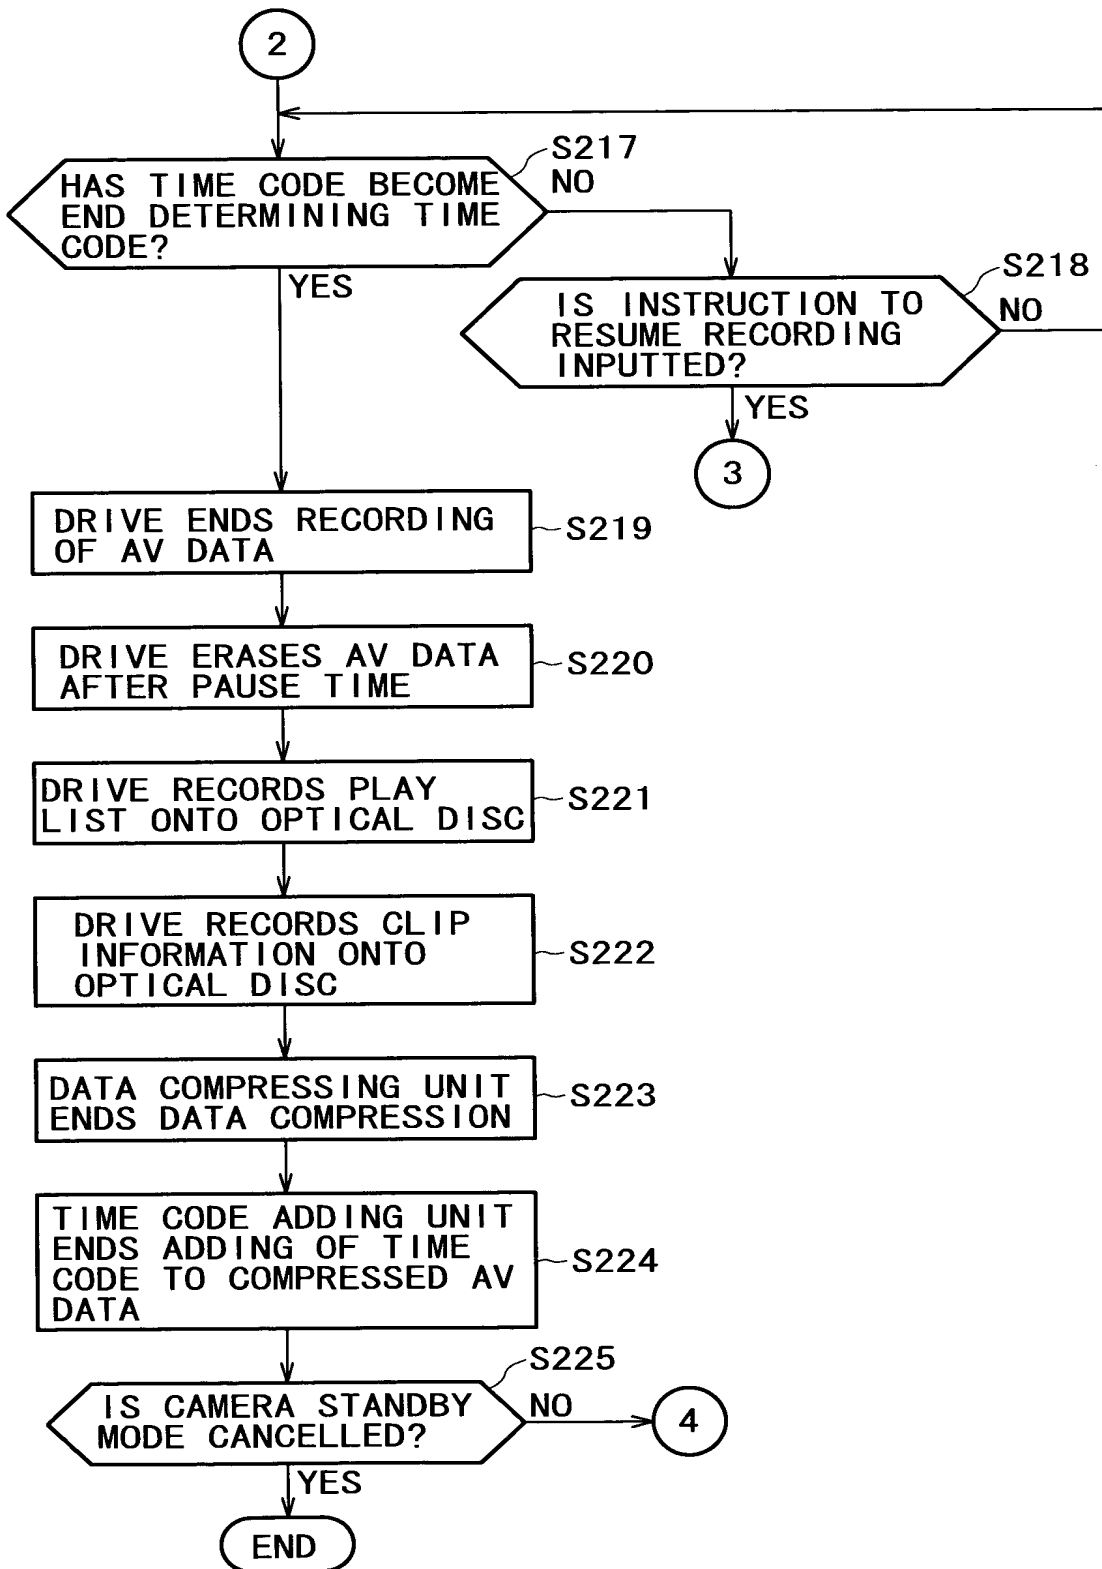 2
S217
HAS TIME CODE BECOME
END DETERMINING TIME
CODE?
NO
YES
S218
IS INSTRUCTION TO
RESUME RECORDING
INPUTTED?
NO
YES
3
DRIVE ENDS RECORDING
OF AV DATA
S219
DRIVE ERASES AV DATA
AFTER PAUSE TIME
S220
DRIVE RECORDS PLAY
LIST ONTO OPTICAL DISC
S221
DRIVE RECORDS CLIP
INFORMATION ONTO
OPTICAL DISC
S222
DATA COMPRESSING UNIT
ENDS DATA COMPRESSION
S223
TIME CODE ADDING UNIT
ENDS ADDING OF TIME
CODE TO COMPRESSED AV
DATA
S224
S225
IS CAMERA STANDBY
MODE CANCELLED?
NO
4
YES
END